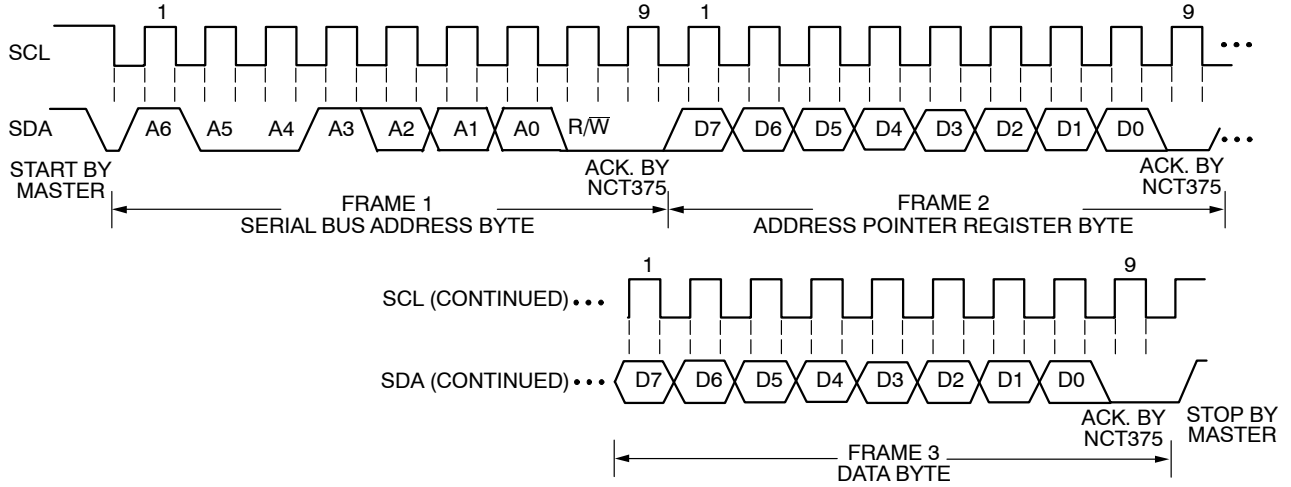 1 9 1 9
SCL
SDA A6 A5 A4 A3 A2 A1 A0 R/W̅ D7 D6 D5 D4 D3 D2 D1 D0
START BY
MASTER
ACK. BY
NCT375
ACK. BY
NCT375
FRAME 1
SERIAL BUS ADDRESS BYTE
FRAME 2
ADDRESS POINTER REGISTER BYTE
1 9
SCL (CONTINUED)
SDA (CONTINUED) D7 D6 D5 D4 D3 D2 D1 D0
ACK. BY
NCT375
STOP BY
MASTER
FRAME 3
DATA BYTE